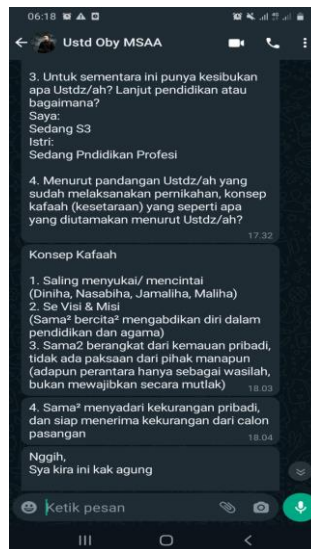 06:18
Ustd Oby MSAA
3. Untuk sementara ini punya kesibukan
apa Ustdz/ah? Lanjut pendidikan atau
bagaimana?
Saya:
Sedang S3
Istri:
Sedang Pndidikan Profesi
4. Menurut pandangan Ustdz/ah yang
sudah melaksanakan pernikahan, konsep
kafaah (kesetaraan) yang seperti apa
yang diutamakan menurut Ustdz/ah?
17.32
Konsep Kafaah
1. Saling menyukai/ mencintai
(Diniha, Nasabiha, Jamaliha, Maliha)
2. Se Visi & Misi
(Sama² bercita² mengabdikan diri dalam
pendidikan dan agama)
3. Sama2 berangkat dari kemauan pribadi,
tidak ada paksaan dari pihak manapun
(adapun perantara hanya sebagai wasilah,
bukan mewajibkan secara mutlak)
18.03
4. Sama² menyadari kekurangan pribadi,
dan siap menerima kekurangan dari calon
pasangan
18.04
Nggih,
Sya kira ini kak agung
Ketik pesan